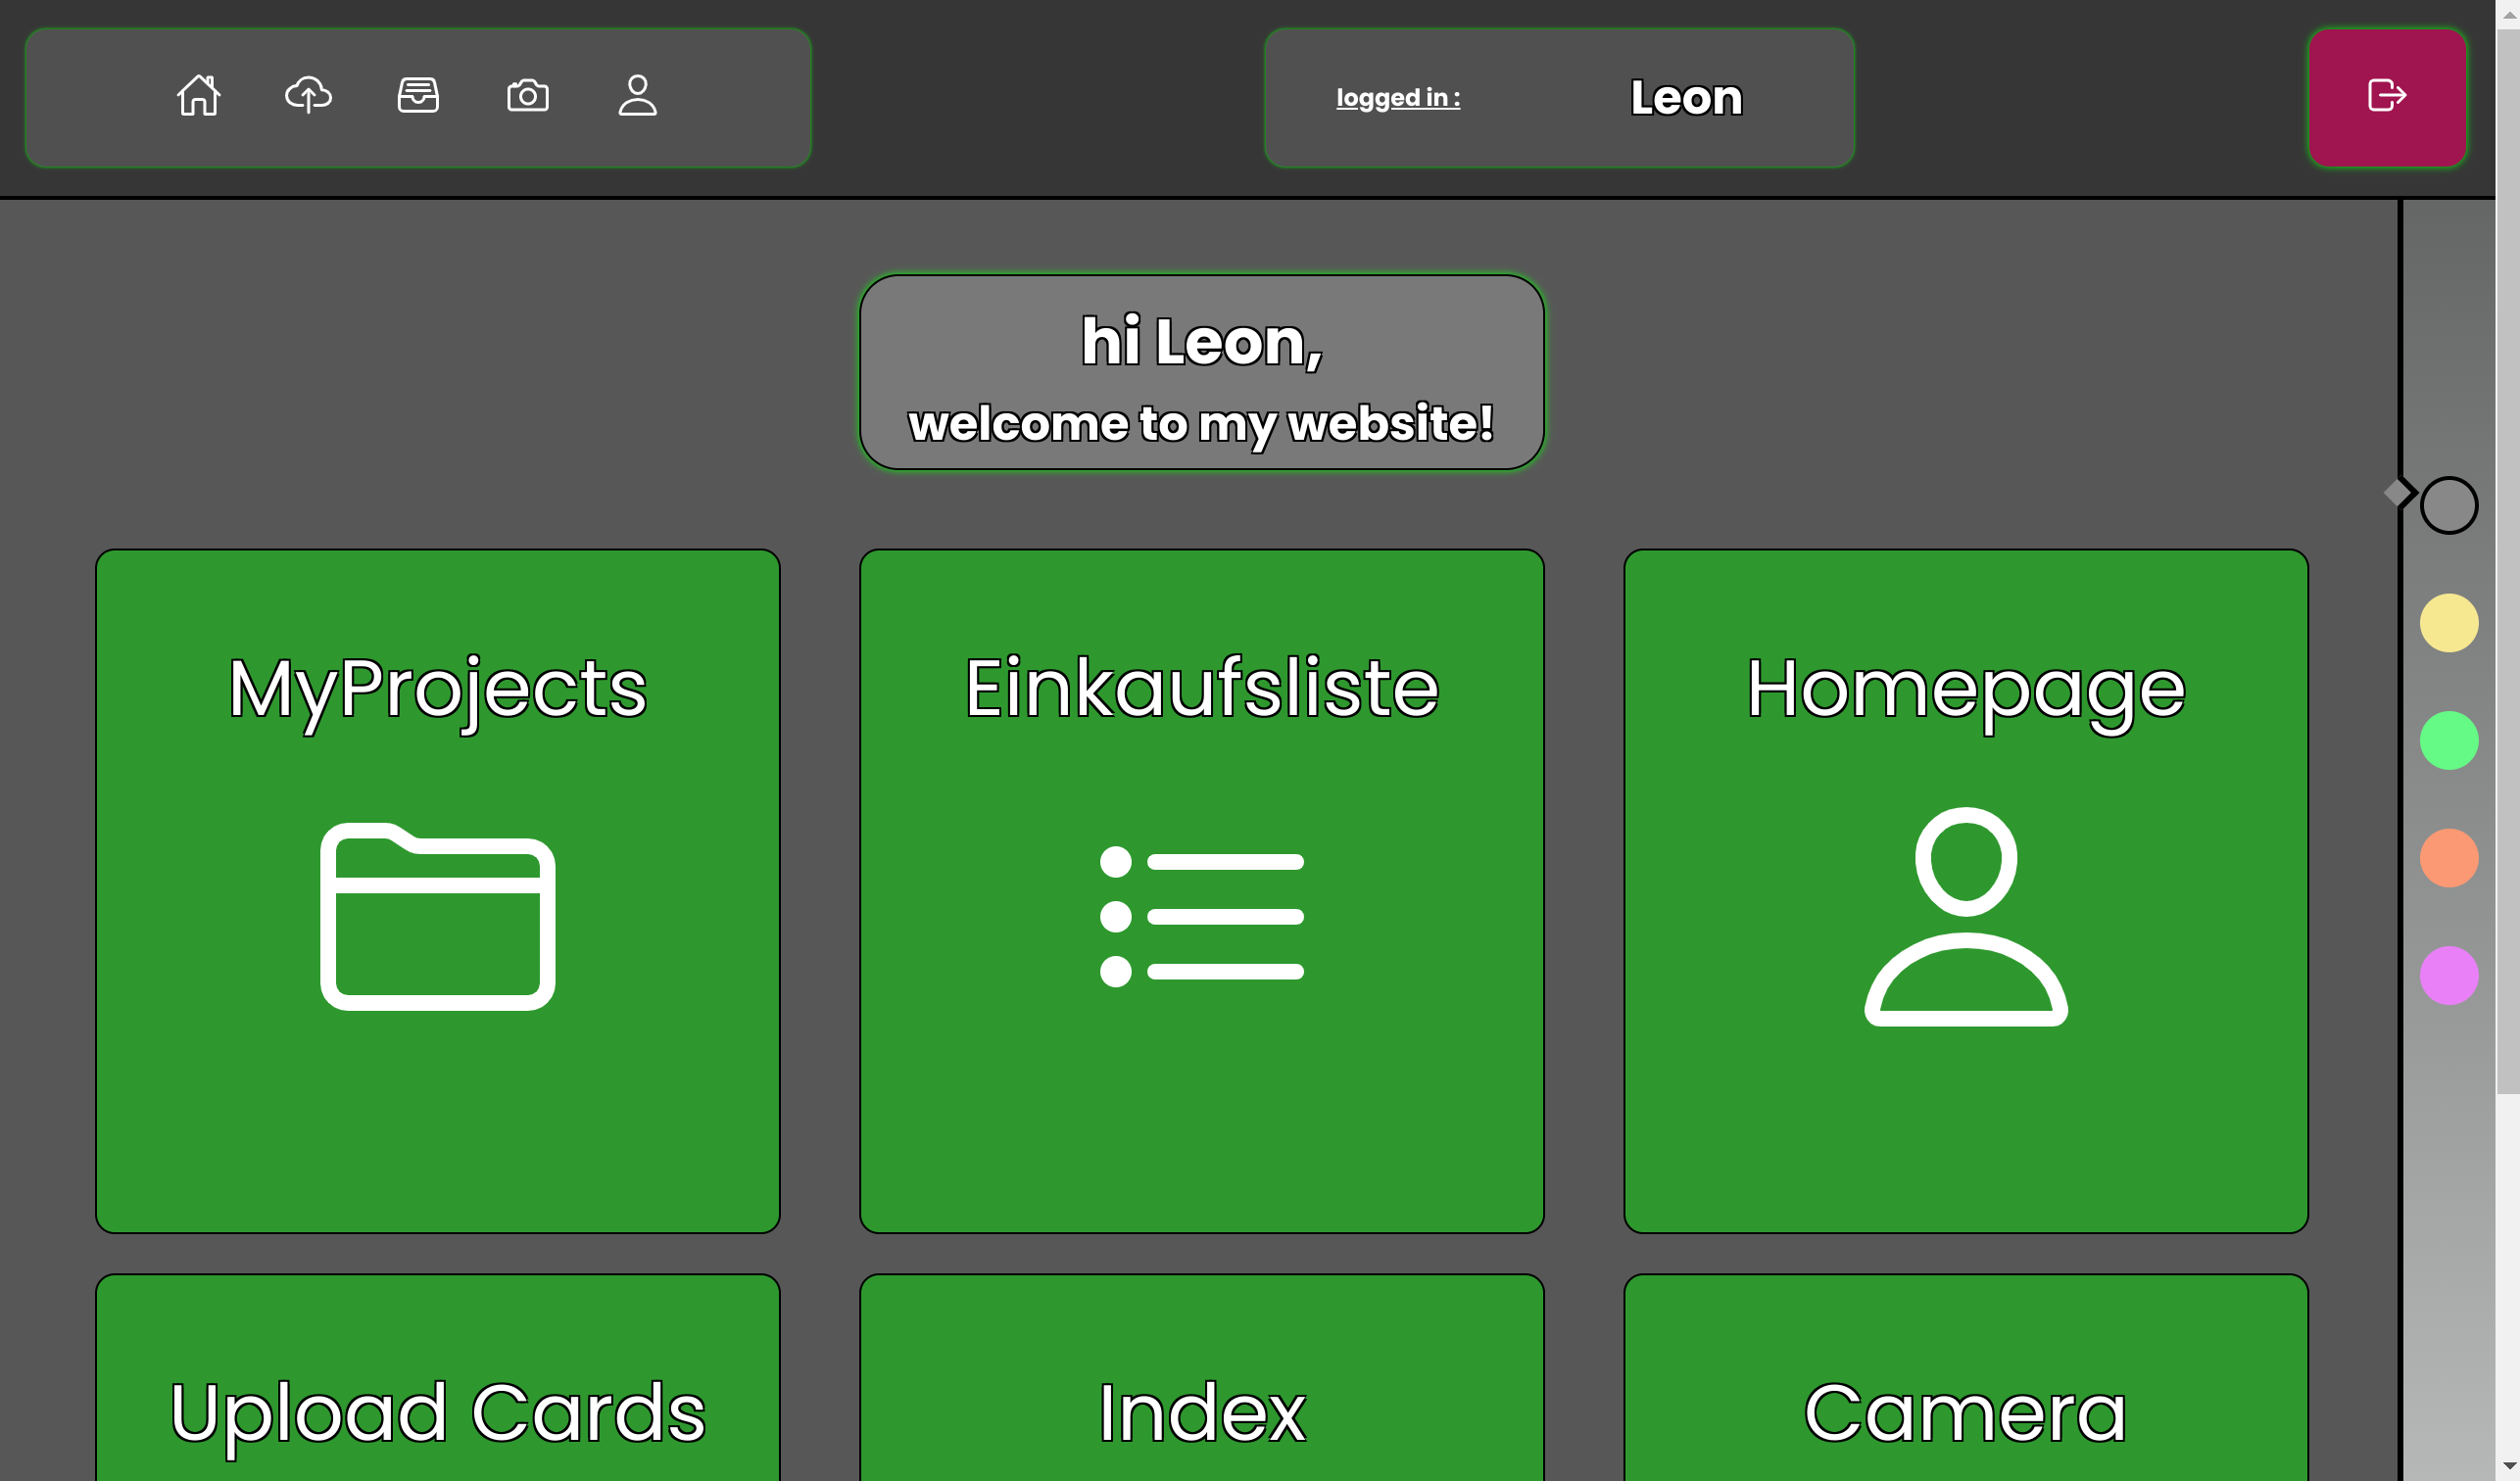 logged in :
Leon
hi Leon,
welcome to my website!
MyProjects
Einkaufsliste
Homepage
Upload Cards
Index
Camera